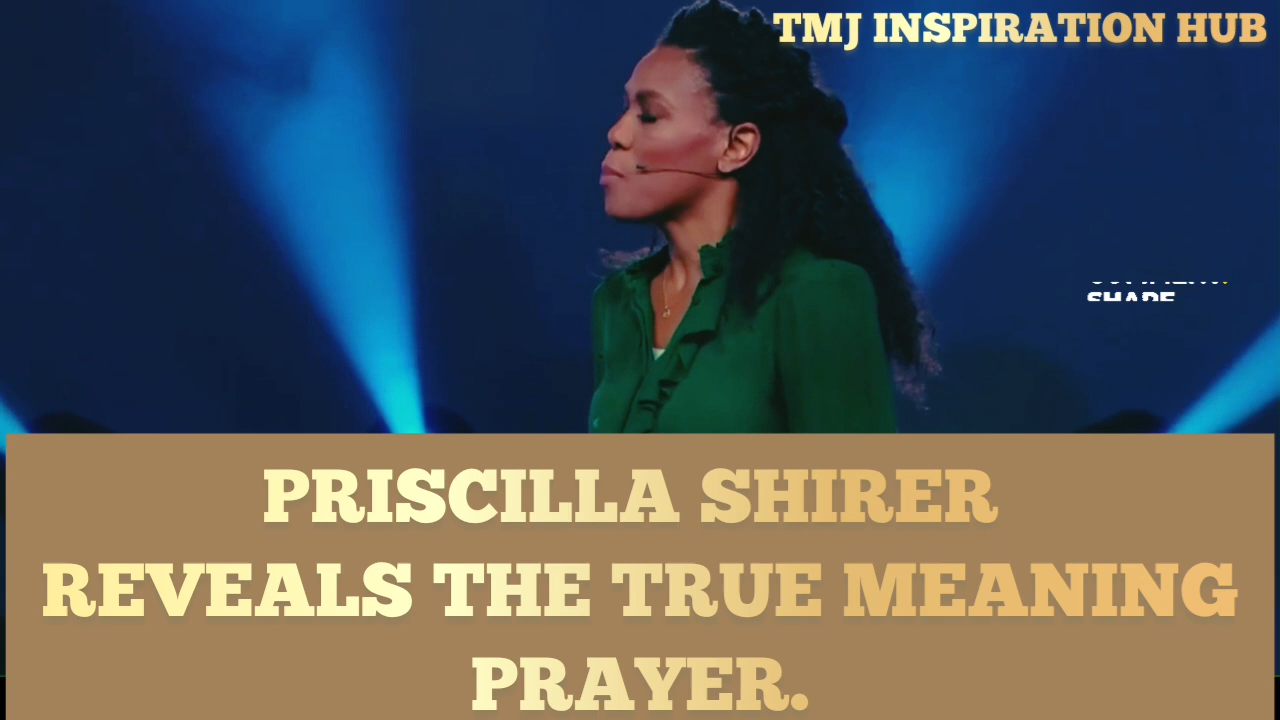 TMJ INSPIRATION HUB
PRISCILLA SHIRER
REVEALS THE TRUE MEANING
PRAYER.